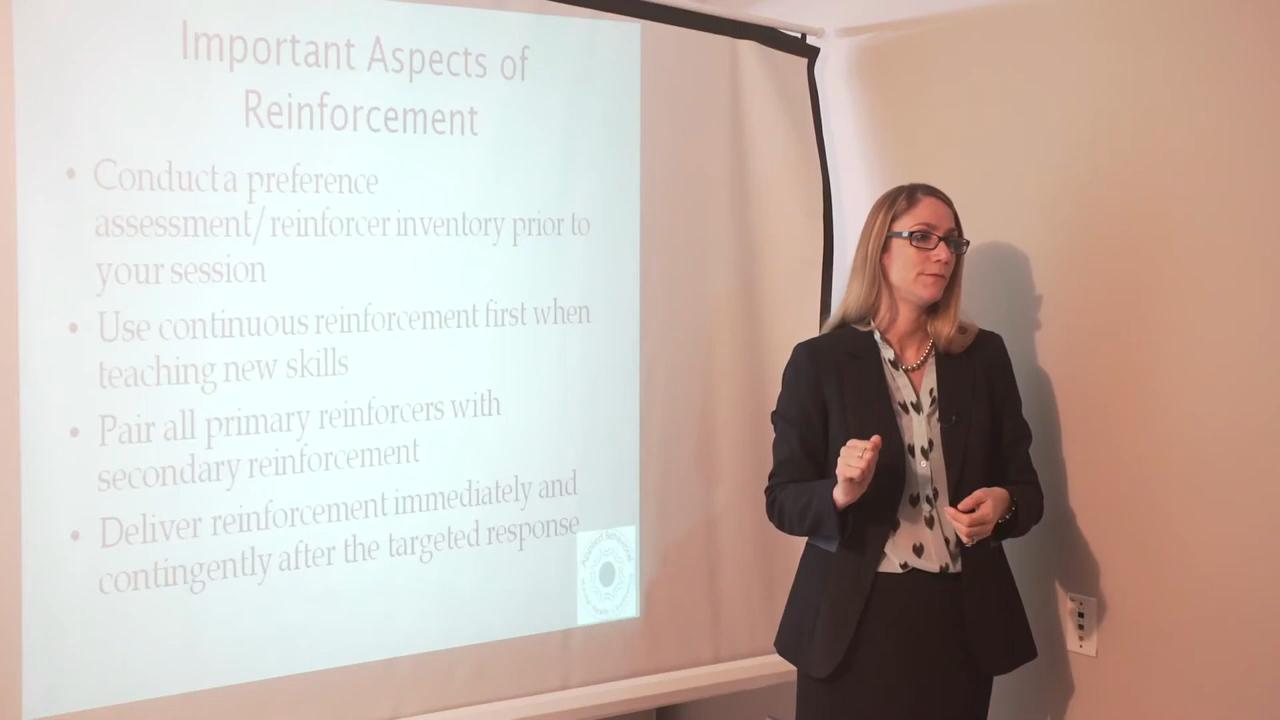 Important Aspects of
Reinforcement
• Conduct a preference
assessment/reinforcer inventory prior to
your session
• Use continuous reinforcement first when
teaching new skills
• Pair all primary reinforcers with
secondary reinforcement
• Deliver reinforcement immediately and
contingently after the targeted response